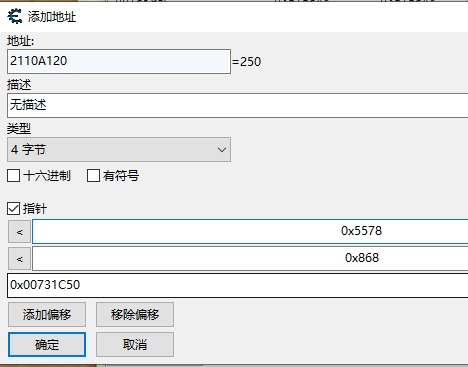 添加地址
地址:
2110A120 =250
描述
无描述
类型
4 字节
十六进制 有符号
指针
< 0x5578
< 0x868
0x00731C50
添加偏移 移除偏移
确定 取消